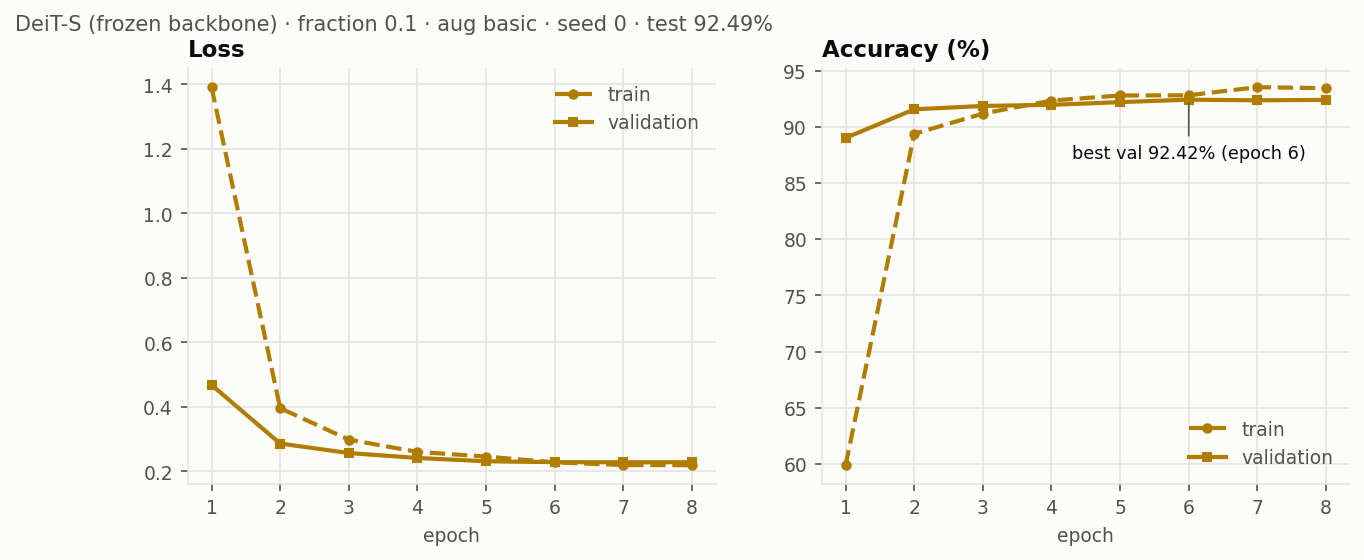 DeiT-S (frozen backbone) · fraction 0.1 · aug basic · seed 0 · test 92.49%
Loss
1.4
1.2
1.0
0.8
0.6
0.4
0.2
train
validation
1 2 3 4 5 6 7 8
epoch
Accuracy (%)
95
90
85
80
75
70
65
60
best val 92.42% (epoch 6)
train
validation
1 2 3 4 5 6 7 8
epoch